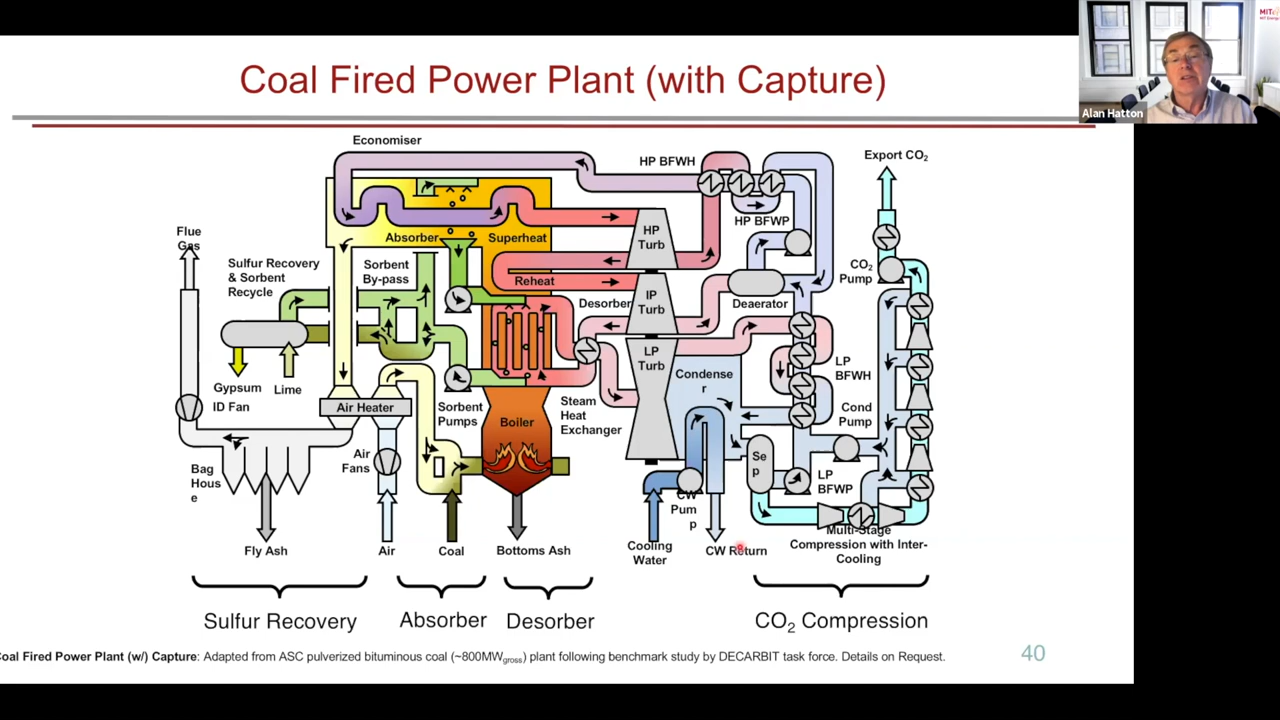 MITei
MIT Energy
Alan Hatton
Coal Fired Power Plant (with Capture)
Economiser
HP BFWH
Export CO₂
HP BFWP
Flue
Gas
HP
Turb
Absorber
Superheat
Sulfur Recovery
& Sorbent
Recycle
Sorbent
By-pass
CO₂
Pump
Reheat
Desorber
IP
Turb
Deaerator
LP
Turb
LP
BFWH
Condense
r
Gypsum
Lime
ID Fan
Air Heater
Sorbent
Pumps
Boiler
Steam
Heat
Exchanger
Cond
Pump
Air
Fans
Bag
Hous
e
Se
p
LP
BFWP
CW
Pum
p
Multi-Stage
Compression with Inter-
Cooling
Fly Ash
Air
Coal
Bottoms Ash
Cooling
Water
CW Return
Sulfur Recovery
Absorber
Desorber
CO₂ Compression
Coal Fired Power Plant (w/) Capture: Adapted from ASC pulverized bituminous coal (~800MWgross) plant following benchmark study by DECARBIT task force. Details on Request.
40